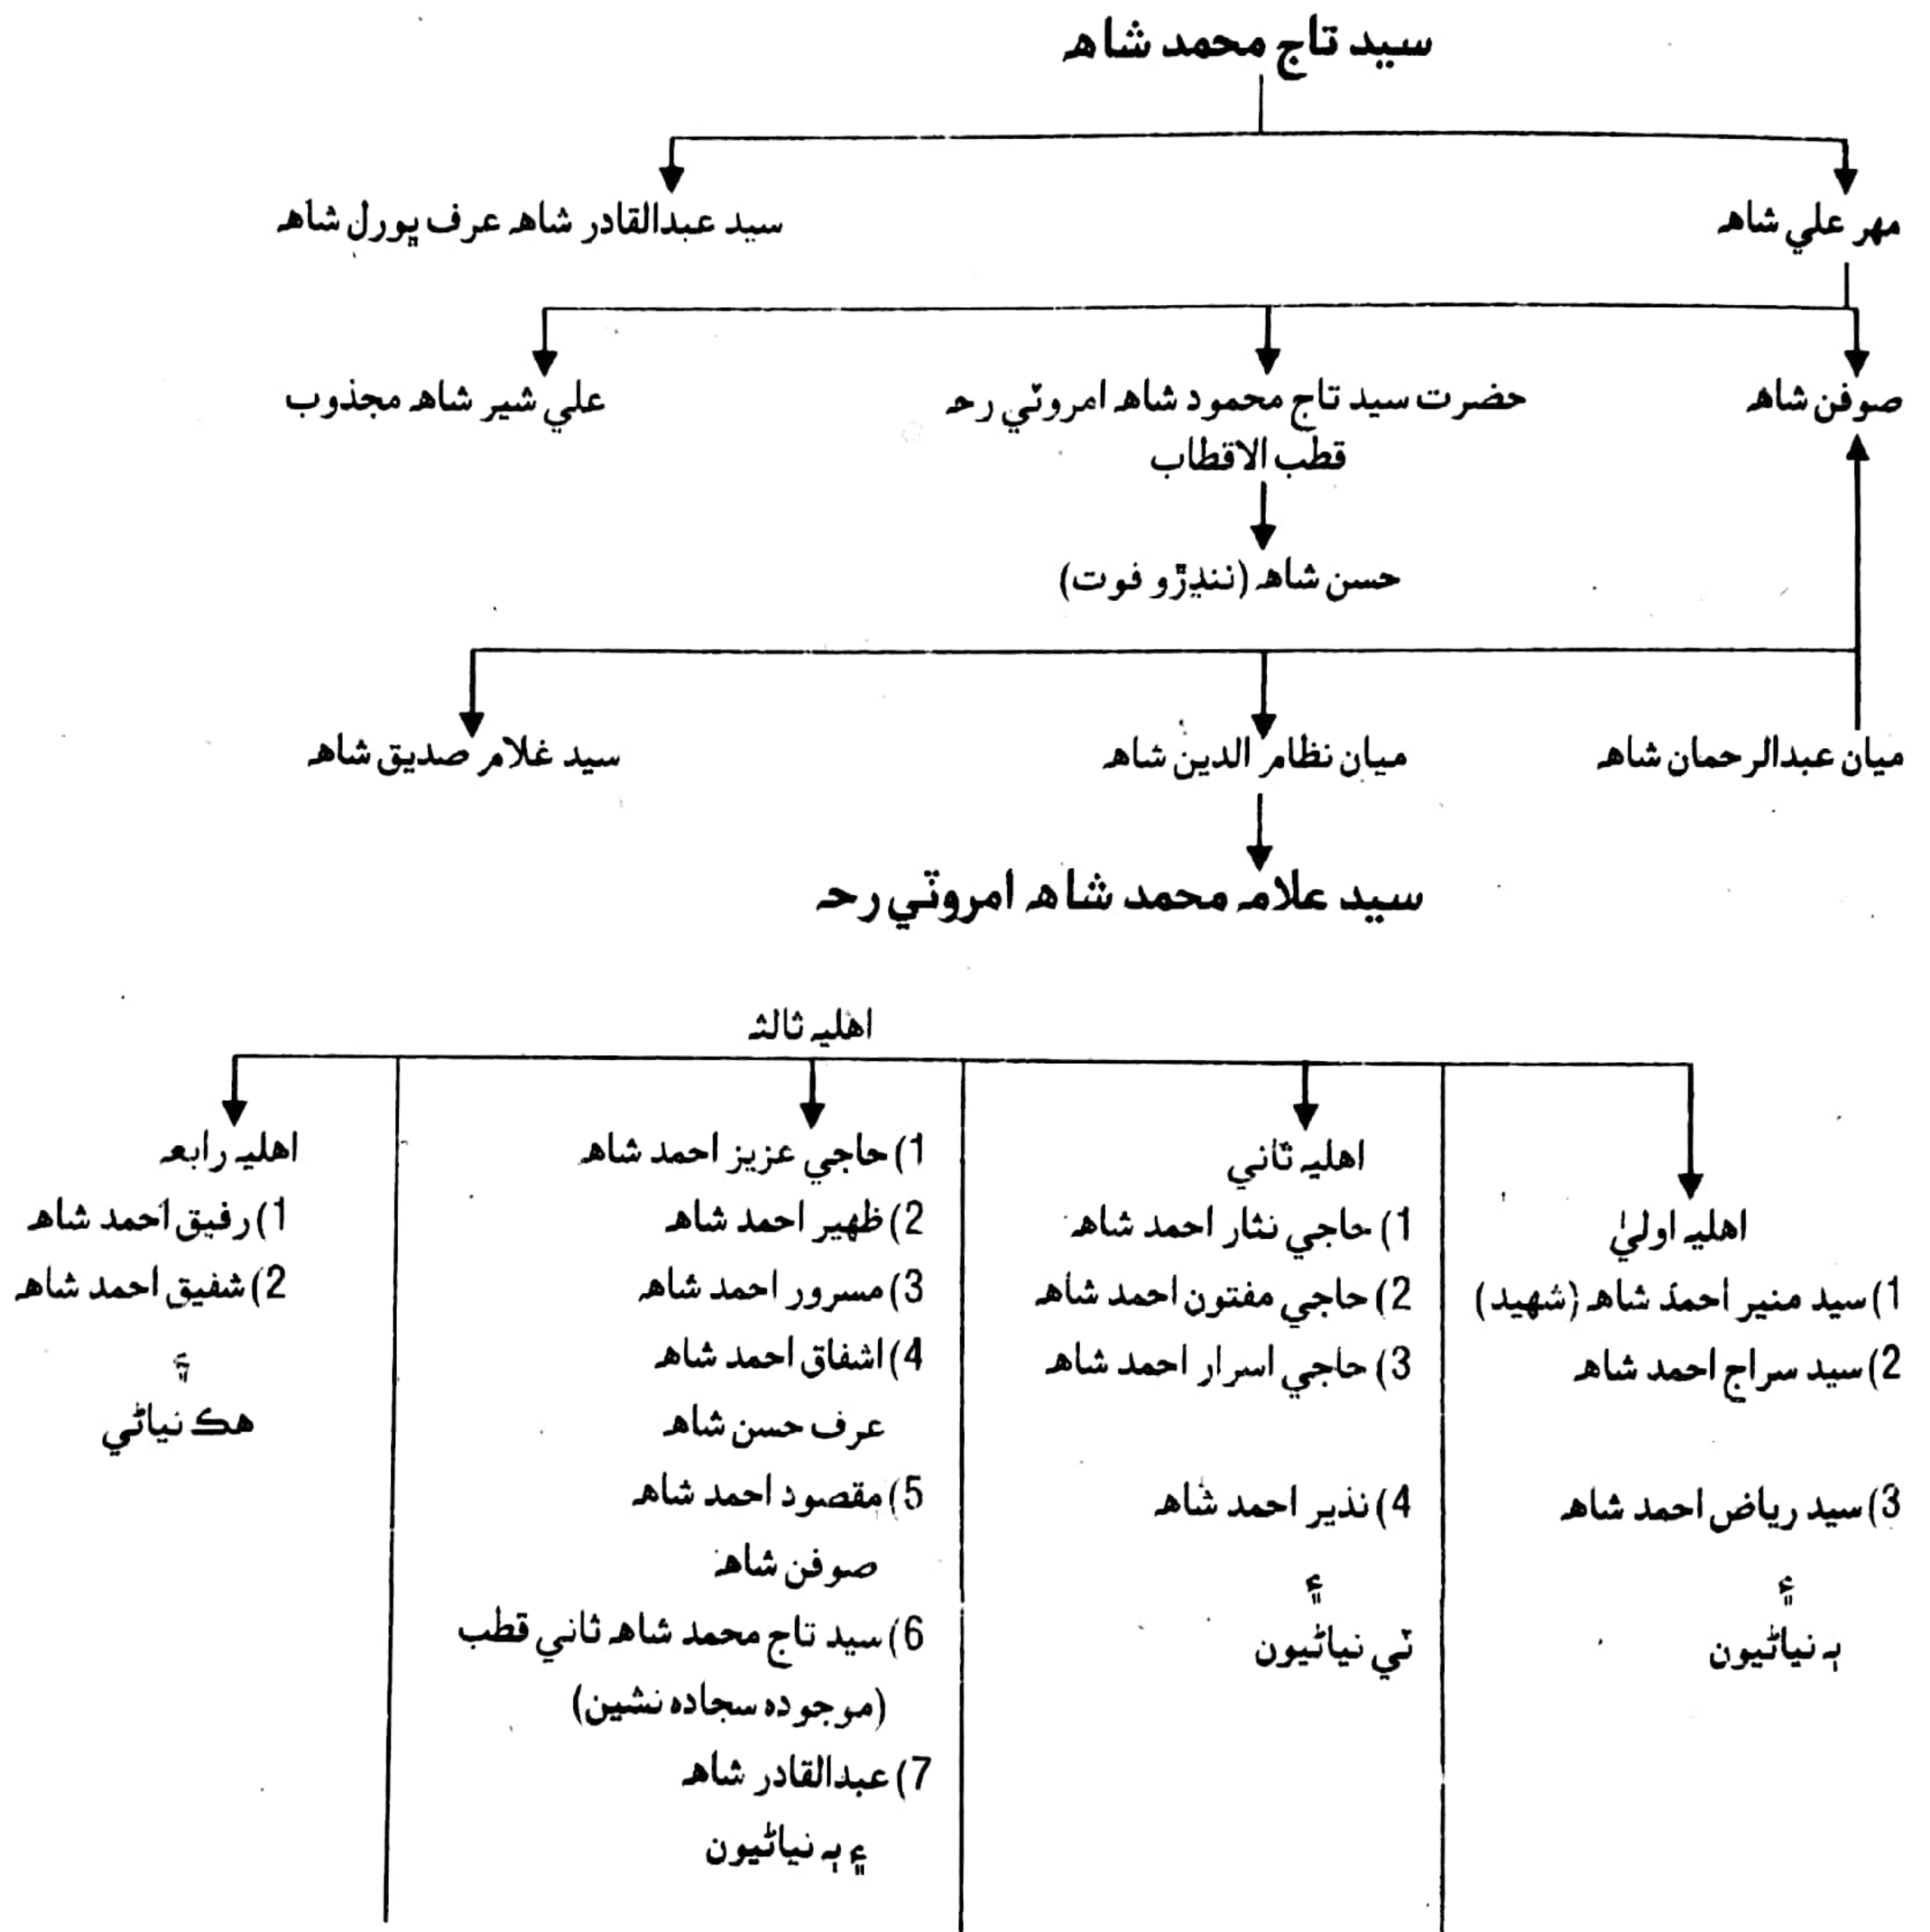 سيد تاج محمد شاهه
مهر علي شاهه
سيد عبدالقادر شاهه عرف ڀورل شاهه
صوفن شاهه
حضرت سيد تاج محمود شاهه امروٽي رحه
قطب الاقطاب
علي شير شاهه مجذوب
حسن شاهه (ننڍڙو فوت)
ميان عبدالرحمان شاهه
ميان نظام الدين شاهه
سيد غلام صديق شاهه
سيد علامه محمد شاهه امروٽي رحه
اهليه اوليٰ
1) سيد منير احمد شاهه (شهيد)
2) سيد سراج احمد شاهه
3) سيد رياض احمد شاهه
۽
ٻه نياڻيون
اهليه ثاني
1) حاجي نثار احمد شاهه
2) حاجي مفتون احمد شاهه
3) حاجي اسرار احمد شاهه
4) نذير احمد شاهه
۽
ٽي نياڻيون
اهليه ثالثه
1) حاجي عزيز احمد شاهه
2) ظهير احمد شاهه
3) مسرور احمد شاهه
4) اشفاق احمد شاهه
عرف حسن شاهه
5) مقصود احمد شاهه
صوفن شاهه
6) سيد تاج محمد شاهه ثاني قطب
(موجوده سجاده نشين)
7) عبدالقادر شاهه
۽ ٻه نياڻيون
اهليه رابعه
1) رفيق احمد شاهه
2) شفيق احمد شاهه
۽
هڪ نياڻي